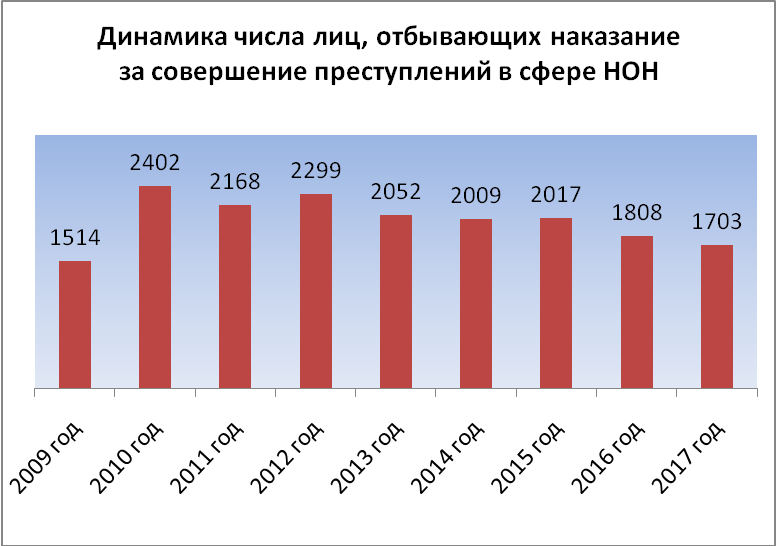 Динамика числа лиц, отбывающих наказание
за совершение преступлений в сфере НОН
1514
2402
2168
2299
2052
2009
2017
1808
1703
2009 год
2010 год
2011 год
2012 год
2013 год
2014 год
2015 год
2016 год
2017 год